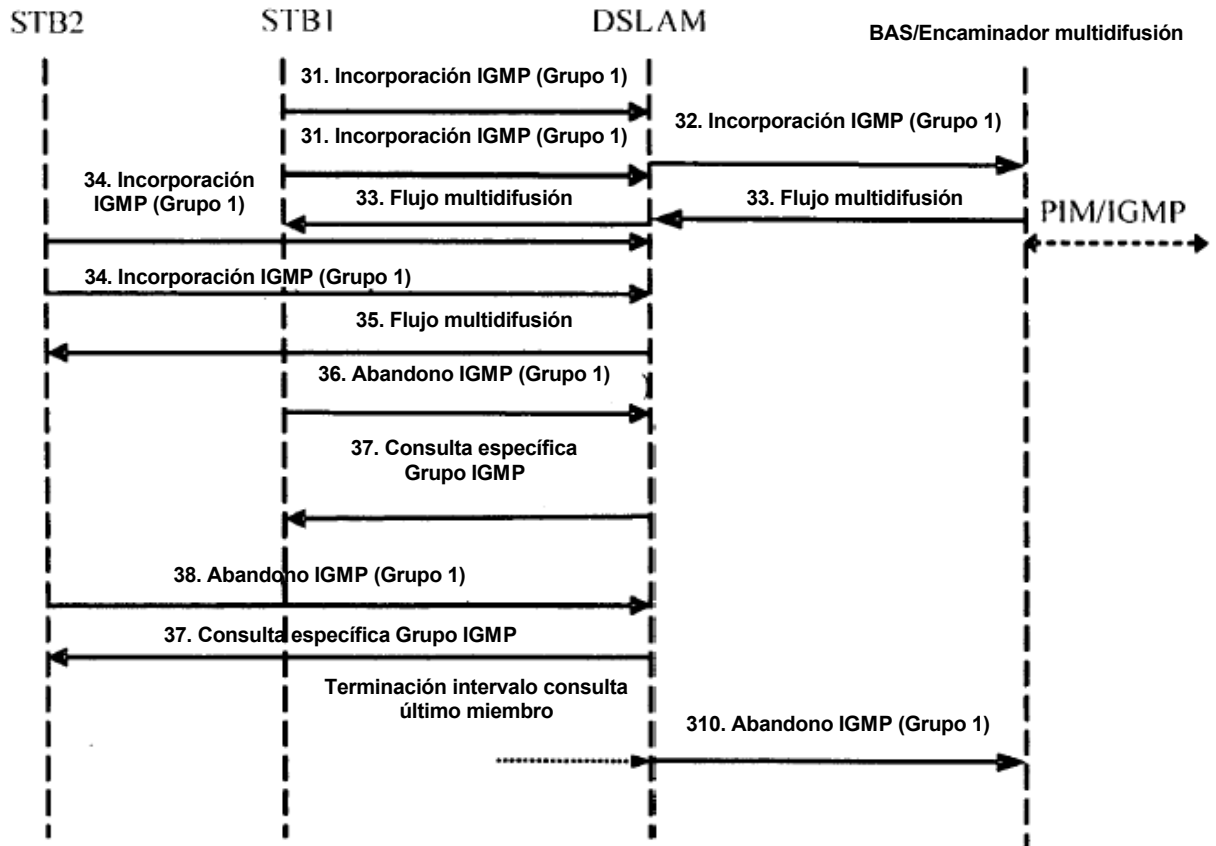 STB2
STB1
DSLAM
BAS/Encaminador multidifusión
31. Incorporación IGMP (Grupo 1)
31. Incorporación IGMP (Grupo 1)
32. Incorporación IGMP (Grupo 1)
34. Incorporación
IGMP (Grupo 1)
33. Flujo multidifusión
33. Flujo multidifusión
PIM/IGMP
34. Incorporación IGMP (Grupo 1)
35. Flujo multidifusión
36. Abandono IGMP (Grupo 1)
37. Consulta específica
Grupo IGMP
38. Abandono IGMP (Grupo 1)
37. Consulta específica Grupo IGMP
Terminación intervalo consulta
último miembro
310. Abandono IGMP (Grupo 1)